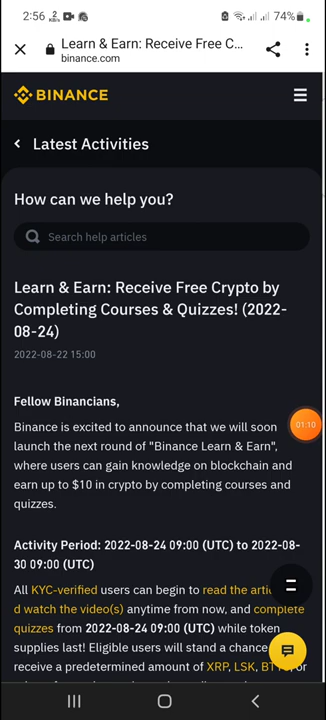 2:56 74%
Learn & Earn: Receive Free C...
binance.com
BINANCE
Latest Activities
How can we help you?
Search help articles
Learn & Earn: Receive Free Crypto by
Completing Courses & Quizzes! (2022-
08-24)
2022-08-22 15:00
Fellow Binancians,
01:10
Binance is excited to announce that we will soon
launch the next round of "Binance Learn & Earn",
where users can gain knowledge on blockchain and
earn up to $10 in crypto by completing courses and
quizzes.
Activity Period: 2022-08-24 09:00 (UTC) to 2022-08-
30 09:00 (UTC)
All KYC-verified users can begin to read the
d watch the video(s) anytime from now, and complete
quizzes from 2022-08-24 09:00 (UTC) while token
supplies last! Eligible users will stand a chance
receive a predetermined amount of XRP, LSK,